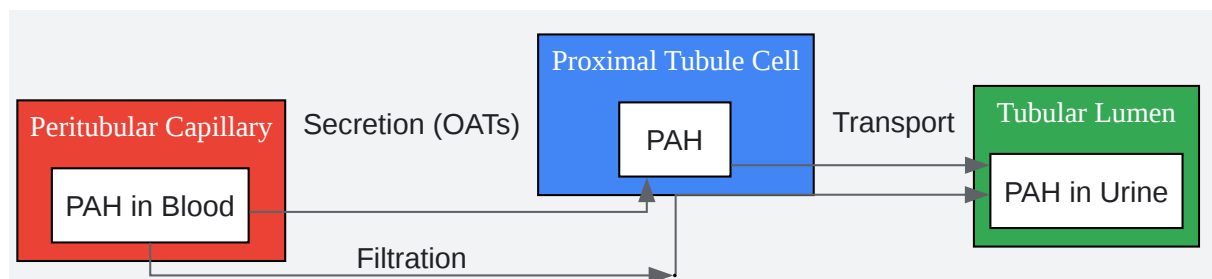 Peritubular Capillary
PAH in Blood
Secretion (OATs)
Filtration
Proximal Tubule Cell
PAH
Transport
Tubular Lumen
PAH in Urine